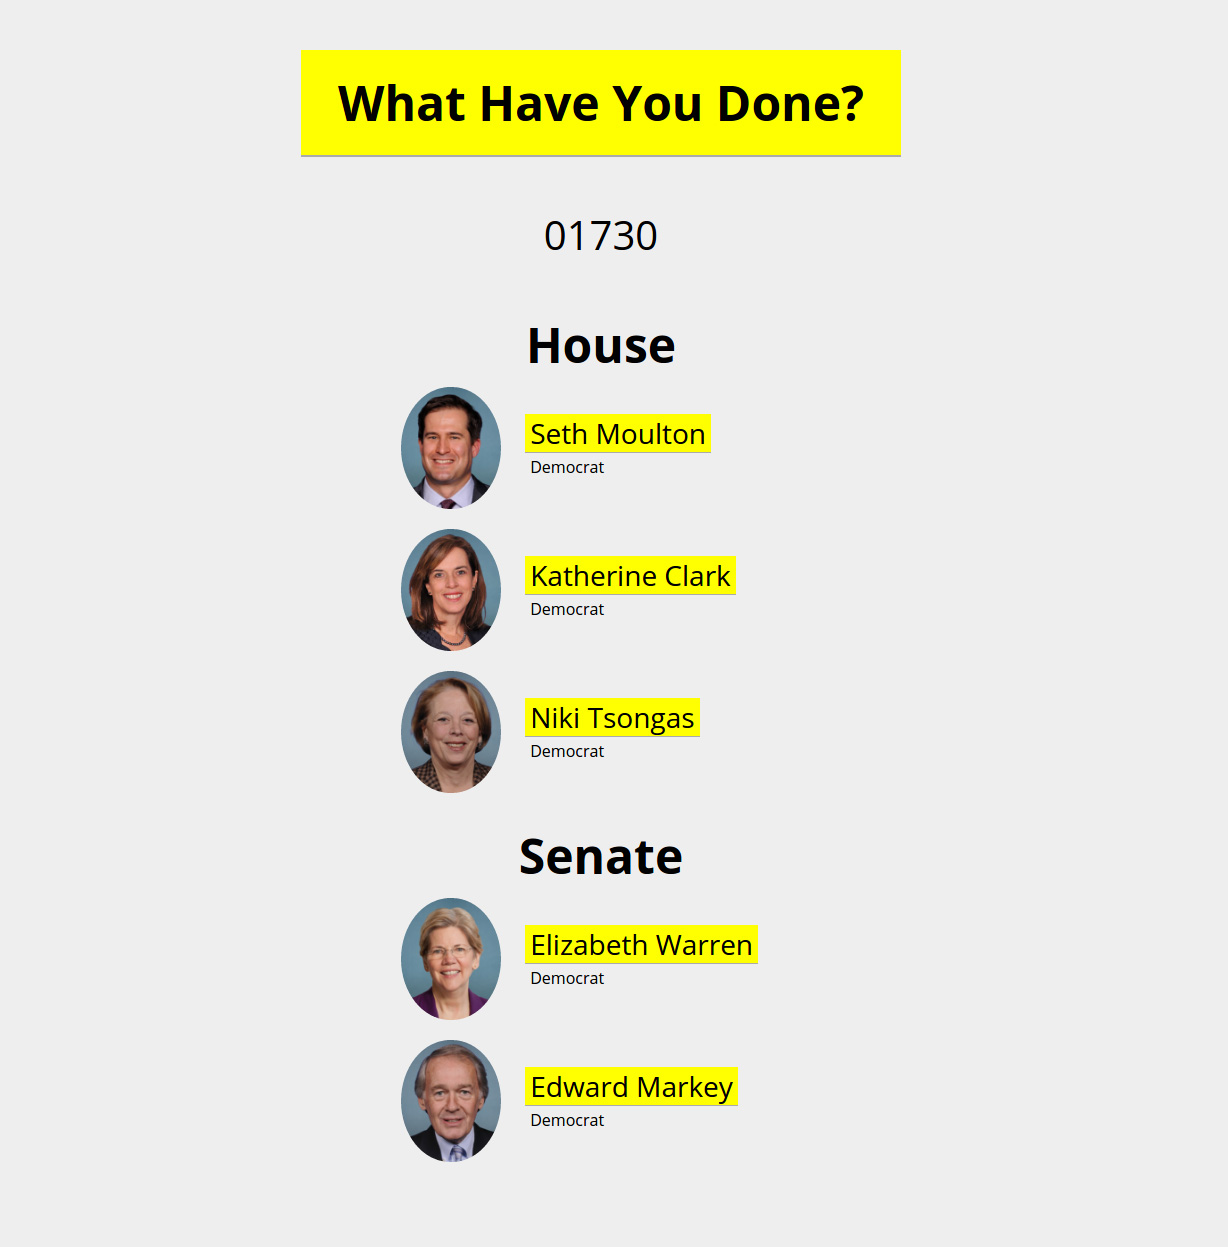 What Have You Done?
01730
House
Seth Moulton
Democrat
Katherine Clark
Democrat
Niki Tsongas
Democrat
Senate
Elizabeth Warren
Democrat
Edward Markey
Democrat